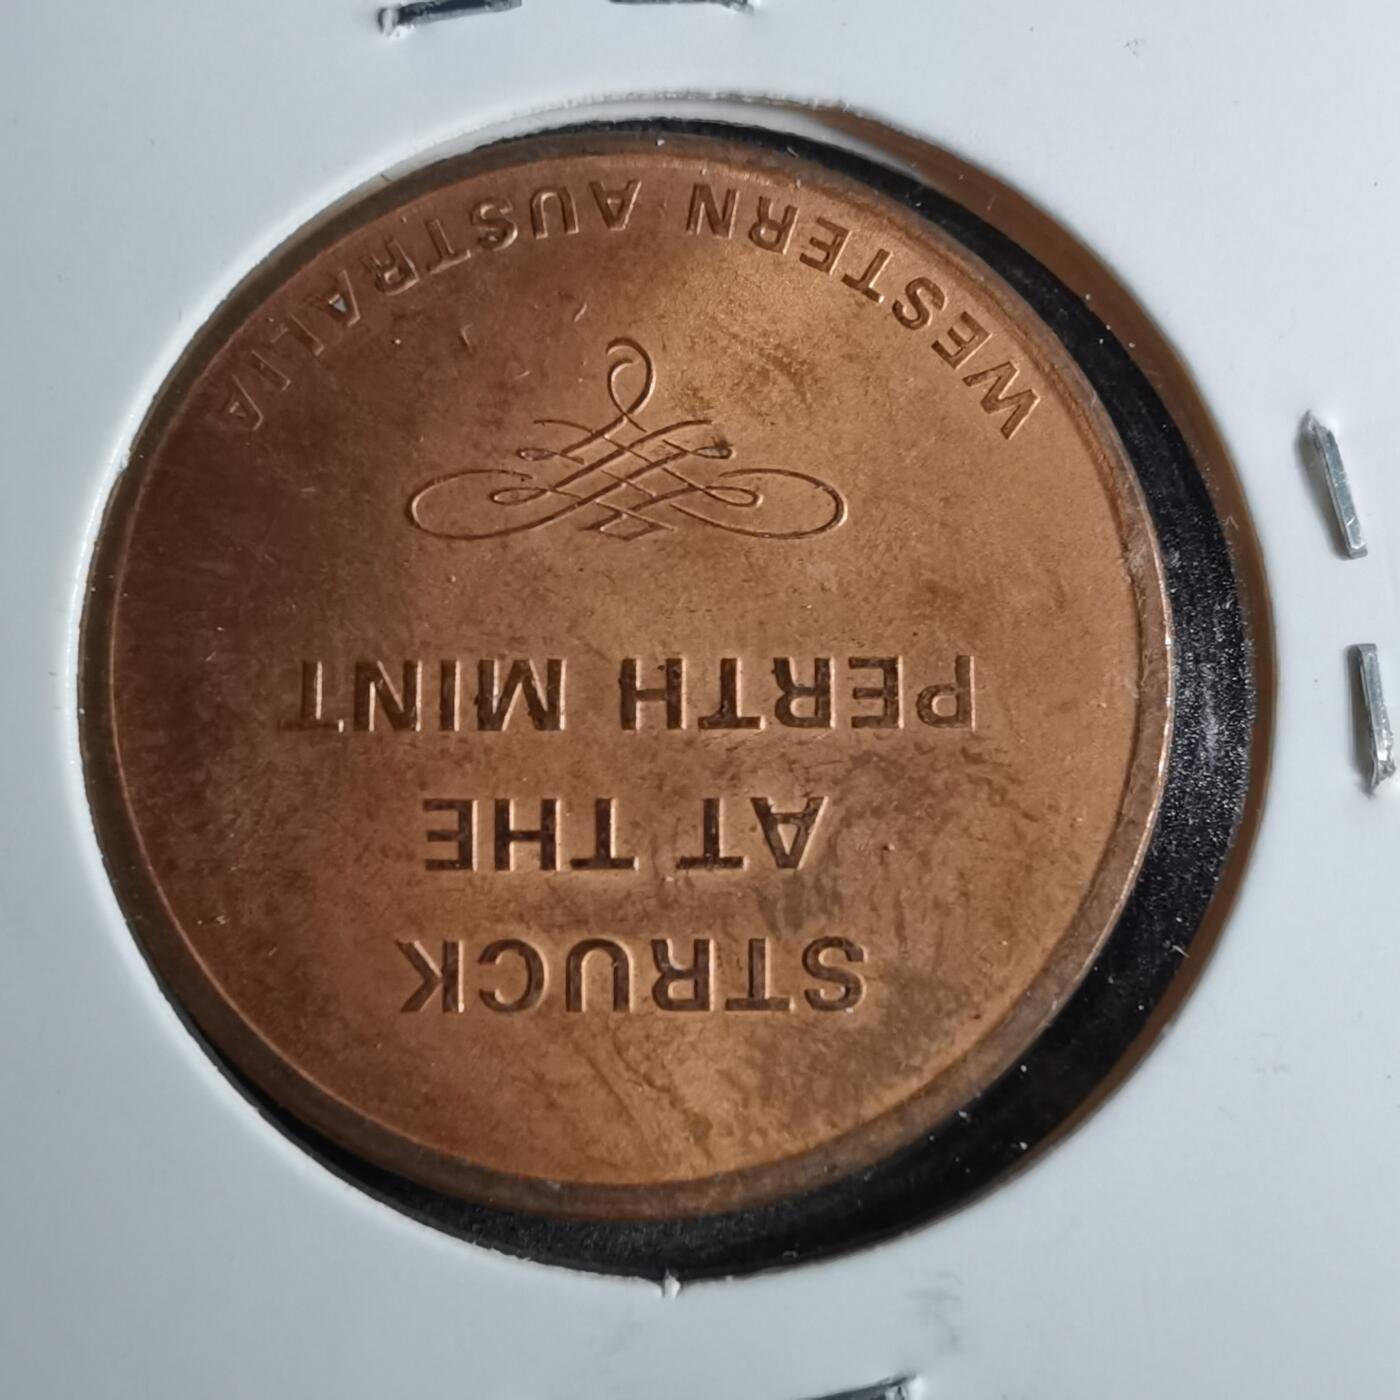 STRUCK
AT THE
PERTH MINT
WESTERN AUSTRALIA